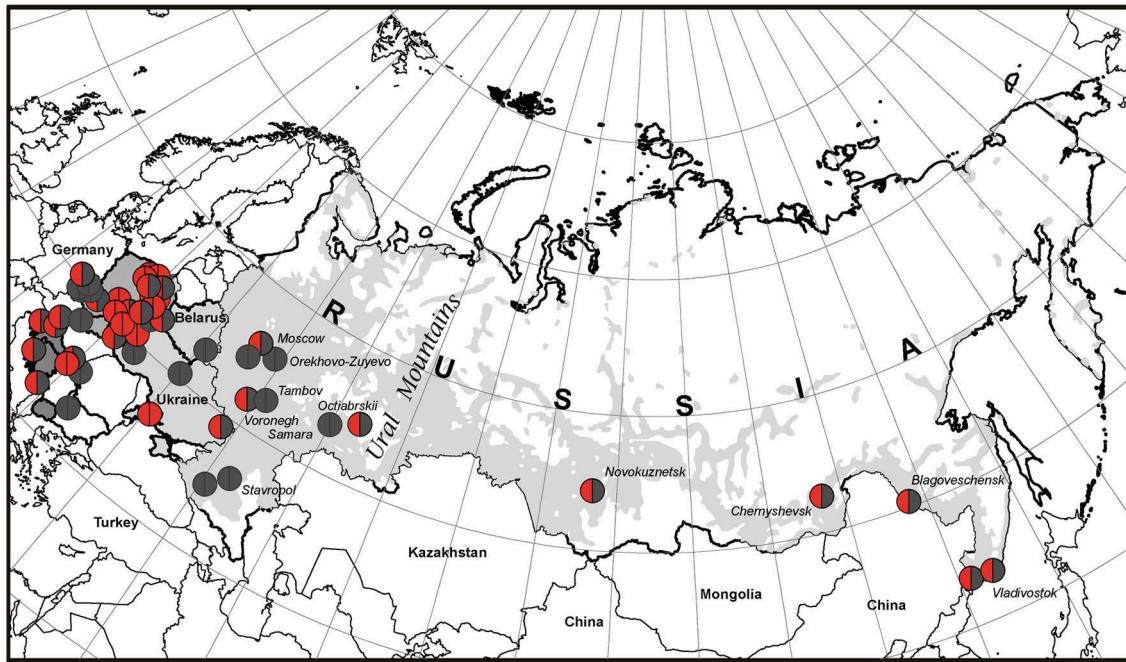 Germany
Belarus
Ukraine
Turkey
Moscow
Orekhovo-Zuyevo
Tambov
Voronegh
Octiabrskii
Samara
Stavropol
Ural Mountains
R U S S I A
Novokuznetsk
Chernyshevsk
Blagoveschensk
Vladivostok
Kazakhstan
Mongolia
China
China